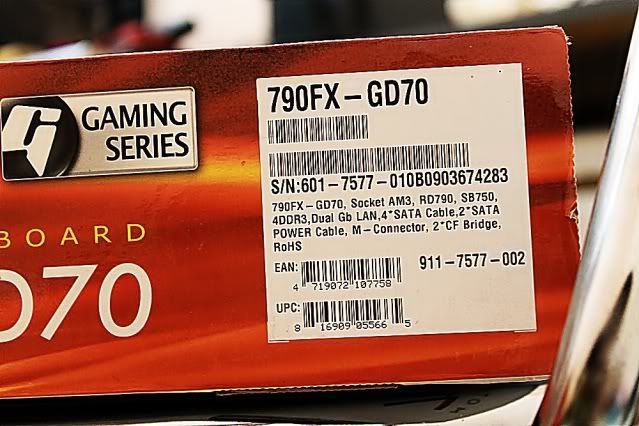 GAMING
SERIES
BOARD
D70
790FX-GD70
S/N:601-7577-010B0903674283
790FX-GD70, Socket AM3, RD790, SB750,
4DDR3,Dual Gb LAN,4*SATA Cable,2*SATA
POWER Cable, M-Connector, 2*CF Bridge,
RoHS
EAN:
4 719072 107758
911-7577-002
UPC:
8 16909 05566 5